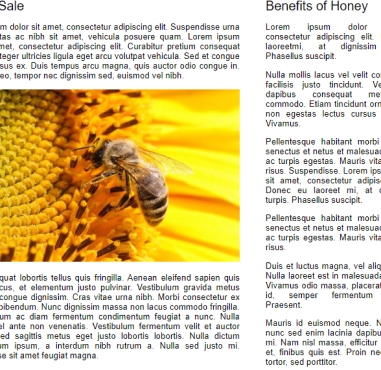 Sale
m dolor sit amet, consectetur adipiscing elit. Suspendisse urna
tas ac nibh sit amet, vehicula posuere quam. Lorem ipsum
met, consectetur adipiscing elit. Curabitur pretium consequat
teger ultricies ligula eget arcu volutpat vehicula. Sed et congue
sus ex. Duis tempus arcu magna, quis auctor odio congue in.
eo, tempor nec dignissim sed, euismod vel nibh.
quat lobortis tellus quis fringilla. Aenean eleifend sapien quis
cus, et elementum justo pulvinar. Vestibulum gravida metus
congue dignissim. Cras vitae urna nibh. Morbi consectetur ex
bibendum. Nunc dignissim massa non lacus commodo fringilla.
tum ac diam fermentum condimentum feugiat a nunc. Nulla
el ante non venenatis. Vestibulum fermentum velit et auctor
ed sagittis metus eget justo lobortis lobortis. Nulla dictum
um ipsum, a interdum nibh rutrum a. Nulla sed justo mi.
se sit amet feugiat magna.
Benefits of Honey
Lorem ipsum dolor
consectetur adipiscing elit.
laoreetmi, at dignissim
Phasellus suscipit.
Nulla mollis lacus vel velit co
facilisis justo tincidunt. Ve
dapibus consequat met
commodo. Etiam tincidunt orn
non egestas lectus cursus
Vivamus.
Pellentesque habitant morbi
senectus et netus et malesuad
ac turpis egestas. Mauris vita
risus. Suspendisse. Lorem ips
sit amet, consectetur adipisc
Donec eu laoreet mi, at d
turpis. Phasellus suscipit.
Pellentesque habitant morbi
senectus et netus et malesuad
ac turpis egestas. Mauris vita
risus.
Duis et luctus magna, vel aliq
Nulla laoreet est in malesuada
Vivamus odio massa, placerat
id, semper fermentum
Praesent.
Mauris id euismod neque. N
nunc sed enim lacinia dapibu
mi. Nam nisl massa, efficitur
et, finibus quis est. Proin nec
tortor, sed porttitor.